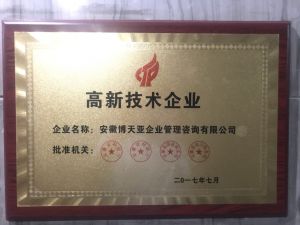 高新技术企业
企业名称：安徽博天亚企业管理咨询有限公司
批准机关：
二〇一七年七月